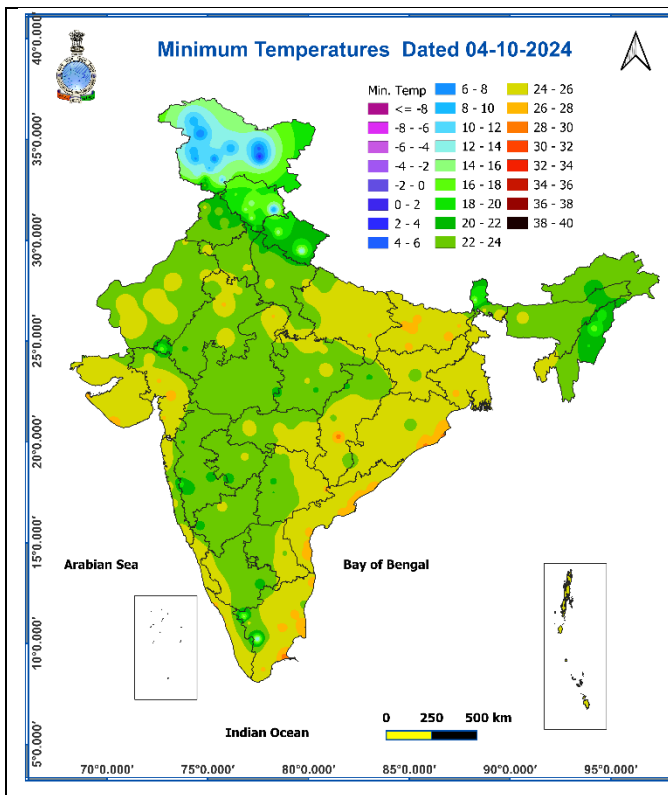 Minimum Temperatures Dated 04-10-2024
Min. Temp
<= -8
-8 - -6
-6 - -4
-4 - -2
-2 - 0
0 - 2
2 - 4
4 - 6
6 - 8
8 - 10
10 - 12
12 - 14
14 - 16
16 - 18
18 - 20
20 - 22
22 - 24
24 - 26
26 - 28
28 - 30
30 - 32
32 - 34
34 - 36
36 - 38
38 - 40
40°0.000'
35°0.000'
30°0.000'
25°0.000'
20°0.000'
15°0.000'
10°0.000'
5°0.000'
Arabian Sea
Bay of Bengal
Indian Ocean
0 250 500 km
70°0.000' 75°0.000' 80°0.000' 85°0.000' 90°0.000' 95°0.000'